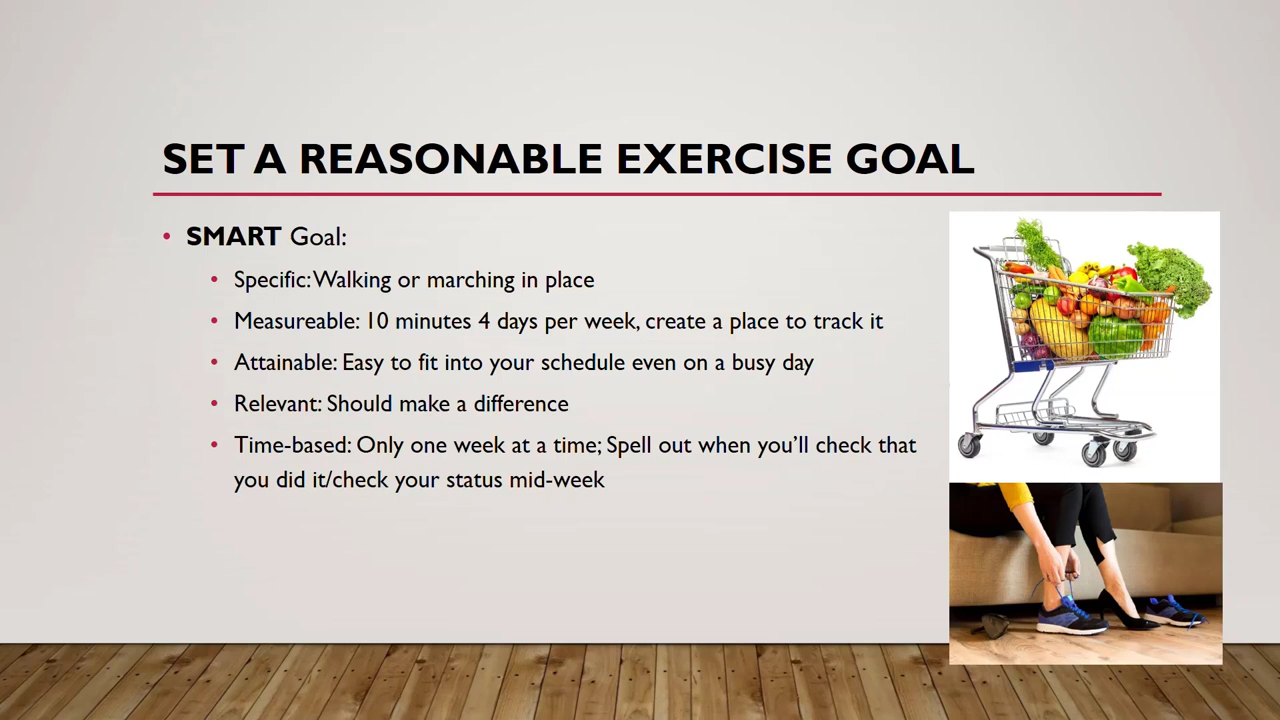 SET A REASONABLE EXERCISE GOAL
• SMART Goal:
• Specific: Walking or marching in place
• Measureable: 10 minutes 4 days per week, create a place to track it
• Attainable: Easy to fit into your schedule even on a busy day
• Relevant: Should make a difference
• Time-based: Only one week at a time; Spell out when you’ll check that
you did it/check your status mid-week